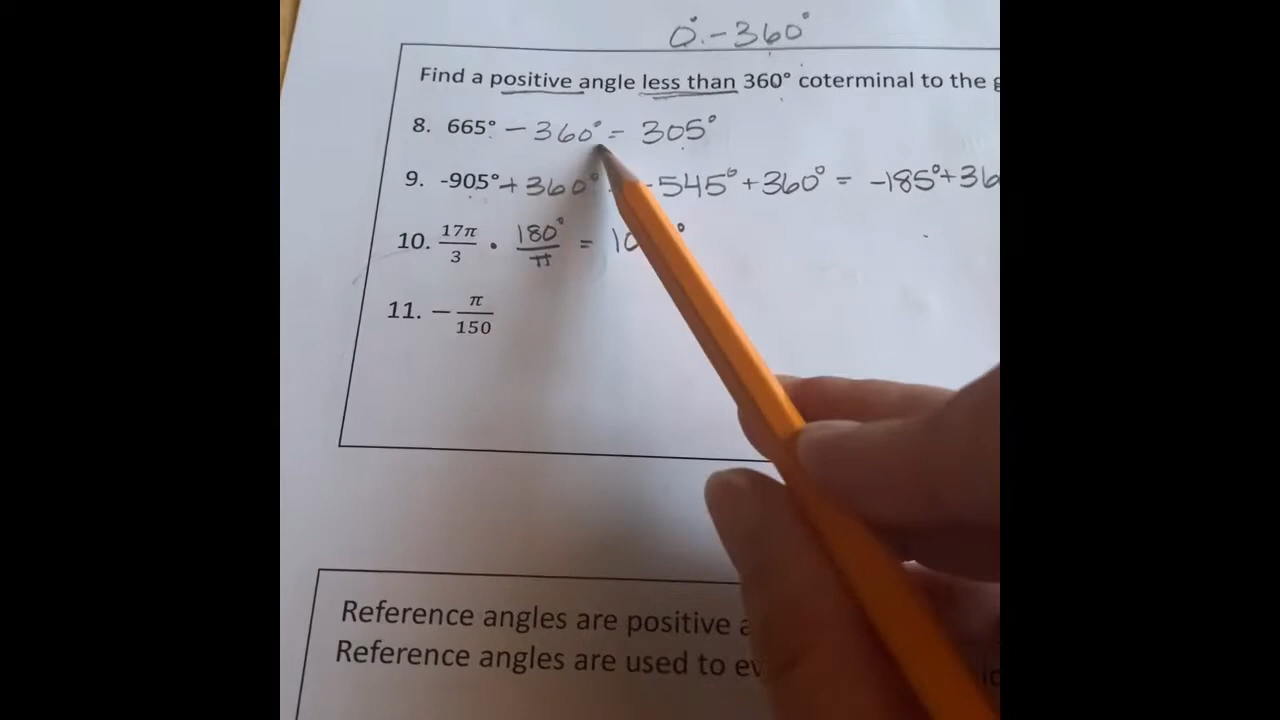 0° - 360°
Find a positive angle less than 360° coterminal to the
8. 665° - 360° = 305°
9. -905° + 360° -545° + 360° = -185° + 36
10. 17π/3 · 180°/π = 10
11. - π/150
Reference angles are positive a
Reference angles are used to ev